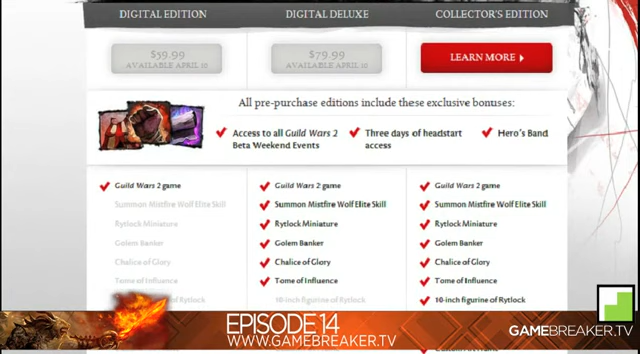 DIGITAL EDITION DIGITAL DELUXE COLLECTOR'S EDITION
$59.99 $79.99 LEARN MORE
AVAILABLE APRIL 10 AVAILABLE APRIL 10
All pre-purchase editions include these exclusive bonuses:
Access to all Guild Wars 2 Three days of headstart Hero's Band
Beta Weekend Events access
Guild Wars 2 game Guild Wars 2 game Guild Wars 2 game
Summon Mistfire Wolf Elite Skill Summon Mistfire Wolf Elite Skill Summon Mistfire Wolf Elite Skill
Rytlock Miniature Rytlock Miniature Rytlock Miniature
Golem Banker Golem Banker Golem Banker
Chalice of Glory Chalice of Glory Chalice of Glory
Tome of Influence Tome of Influence Tome of Influence
of Rytlock 10-inch figurine of Rytlock 10-inch figurine of Rytlock
EPISODE 14
WWW.GAMEBREAKER.TV GAMEBREAKER.TV